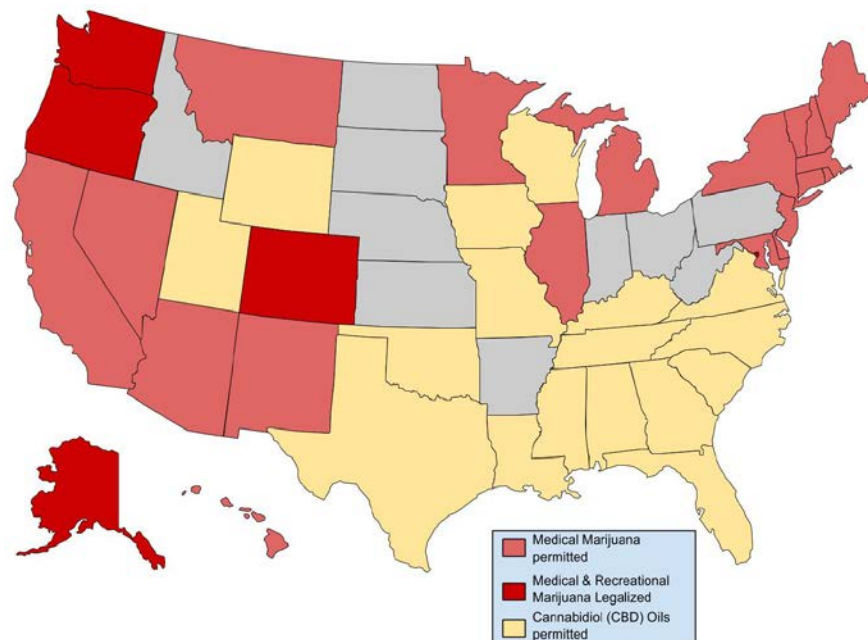 Medical Marijuana
permitted
Medical & Recreational
Marijuana Legalized
Cannabidiol (CBD) Oils
permitted